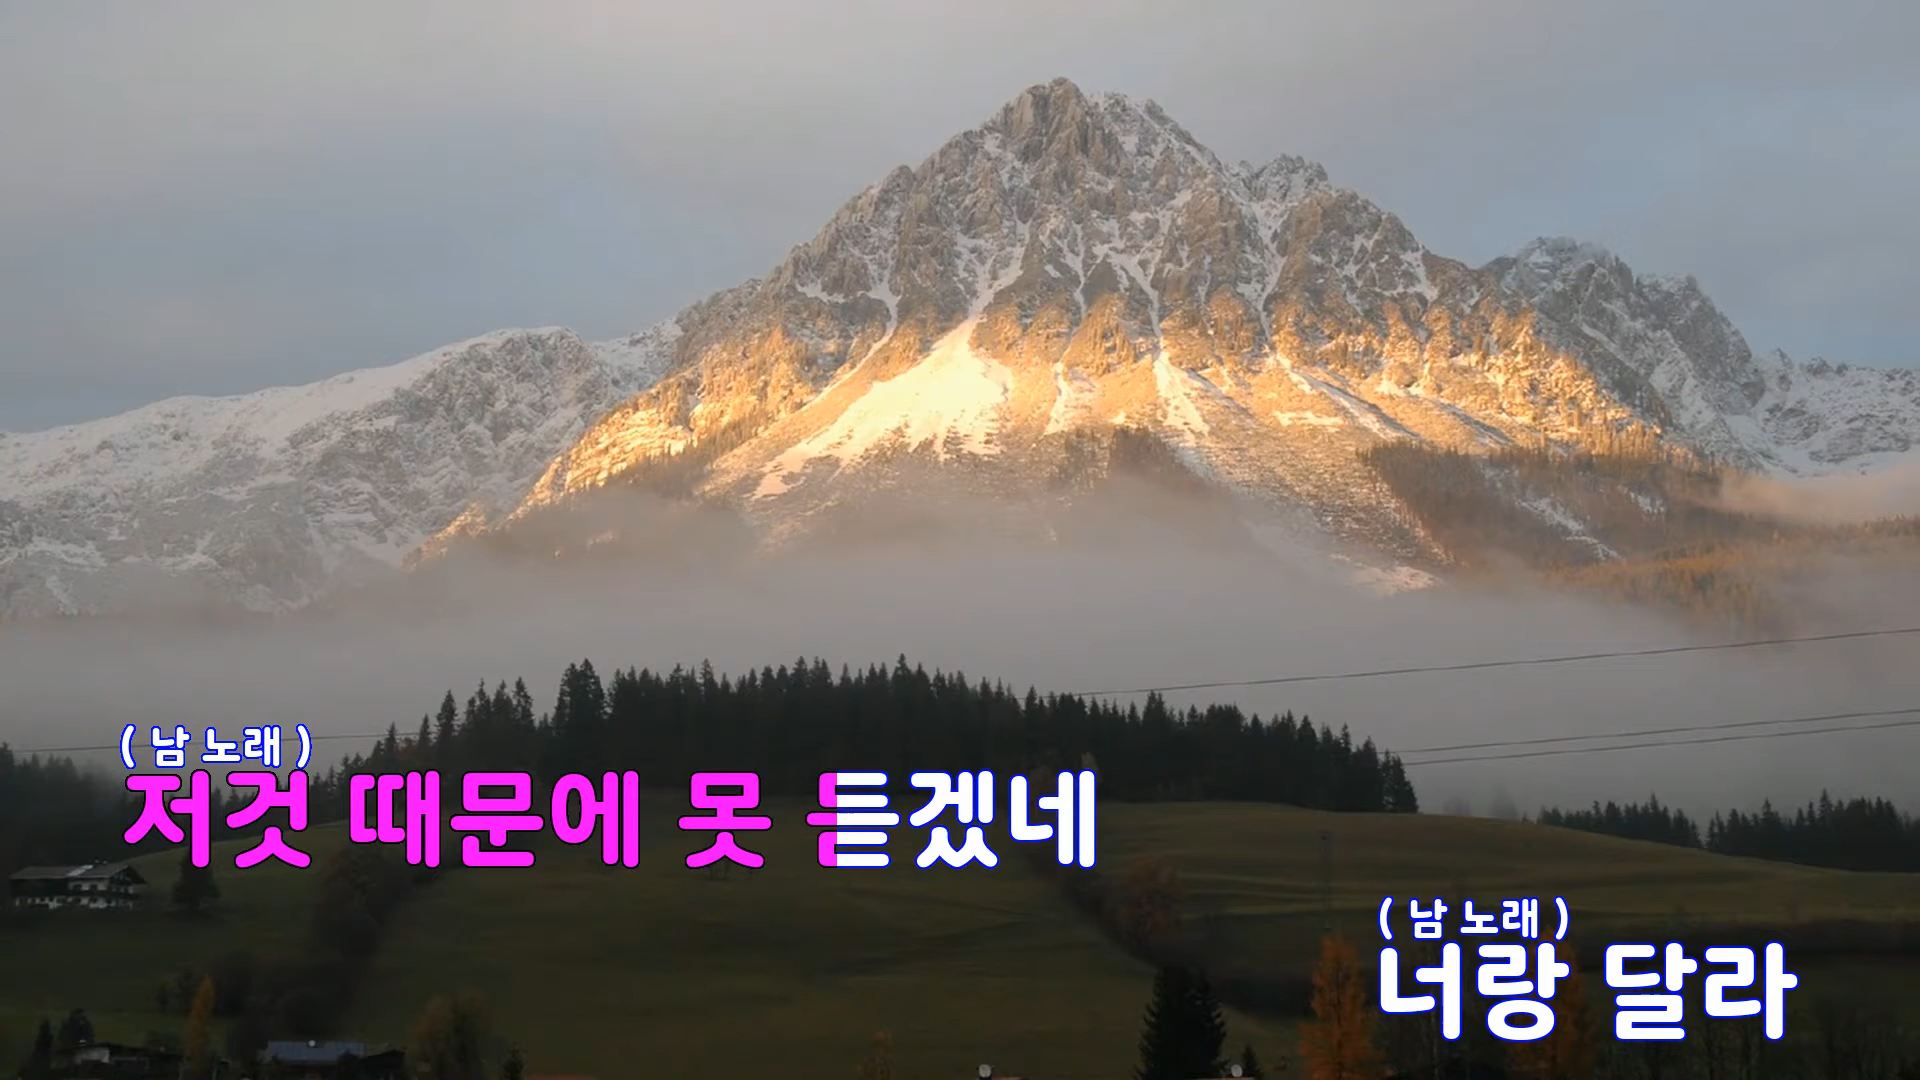 ( 남 노래 )
저것 때문에 못 듣겠네
( 남 노래 )
너랑 달라